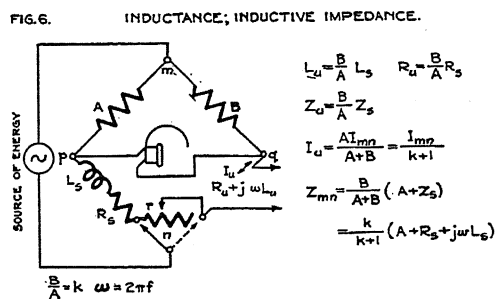 FIG.6. INDUCTANCE; INDUCTIVE IMPEDANCE.
m
A
B
p
q
SOURCE OF ENERGY
Ls
Rs
r
n
Iu
Ru+jωLu
B/A=k ω=2πf
Lu=B/A Ls Ru=B/A Rs
Zu=B/A Zs
Iu=AImn/A+B=Imn/k+1
Zmn=B/A+B(A+Zs)
=k/k+1(A+Rs+jωLs)